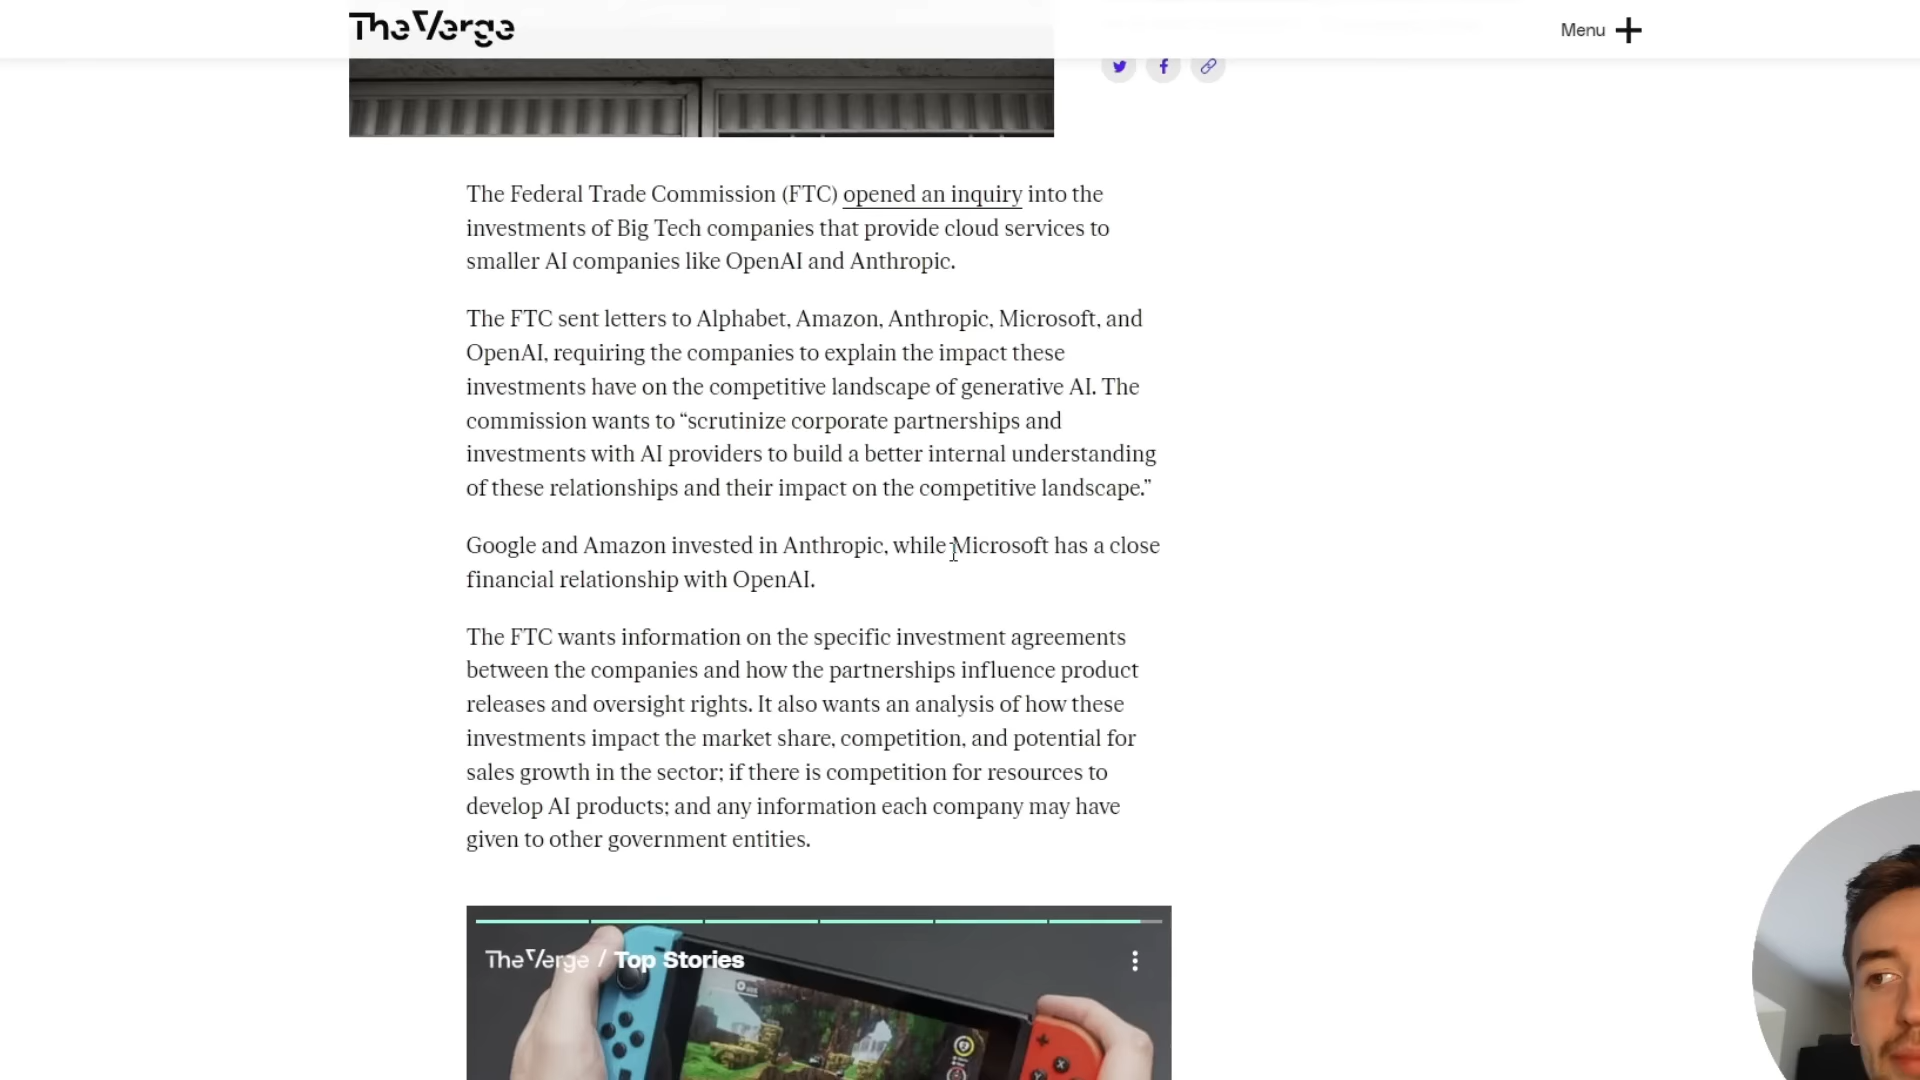 The Verge
Menu
The Federal Trade Commission (FTC) opened an inquiry into the
investments of Big Tech companies that provide cloud services to
smaller AI companies like OpenAI and Anthropic.
The FTC sent letters to Alphabet, Amazon, Anthropic, Microsoft, and
OpenAI, requiring the companies to explain the impact these
investments have on the competitive landscape of generative AI. The
commission wants to “scrutinize corporate partnerships and
investments with AI providers to build a better internal understanding
of these relationships and their impact on the competitive landscape.”
Google and Amazon invested in Anthropic, while Microsoft has a close
financial relationship with OpenAI.
The FTC wants information on the specific investment agreements
between the companies and how the partnerships influence product
releases and oversight rights. It also wants an analysis of how these
investments impact the market share, competition, and potential for
sales growth in the sector; if there is competition for resources to
develop AI products; and any information each company may have
given to other government entities.
The Verge / Top Stories